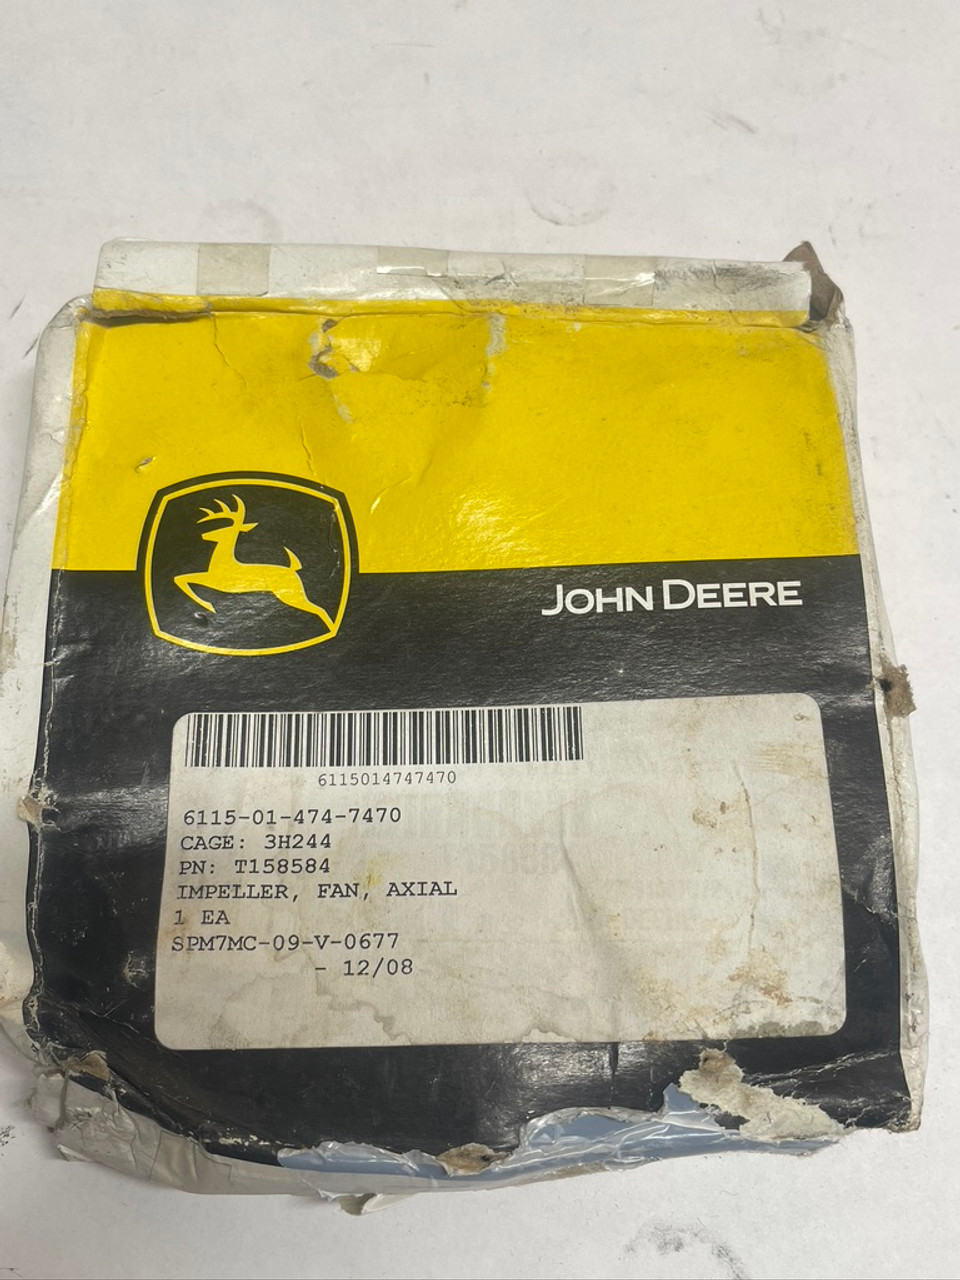 JOHN DEERE
6115014747470
6115-01-474-7470
CAGE: 3H244
PN: T158584
IMPELLER, FAN, AXIAL
1 EA
SPM7MC-09-V-0677
- 12/08